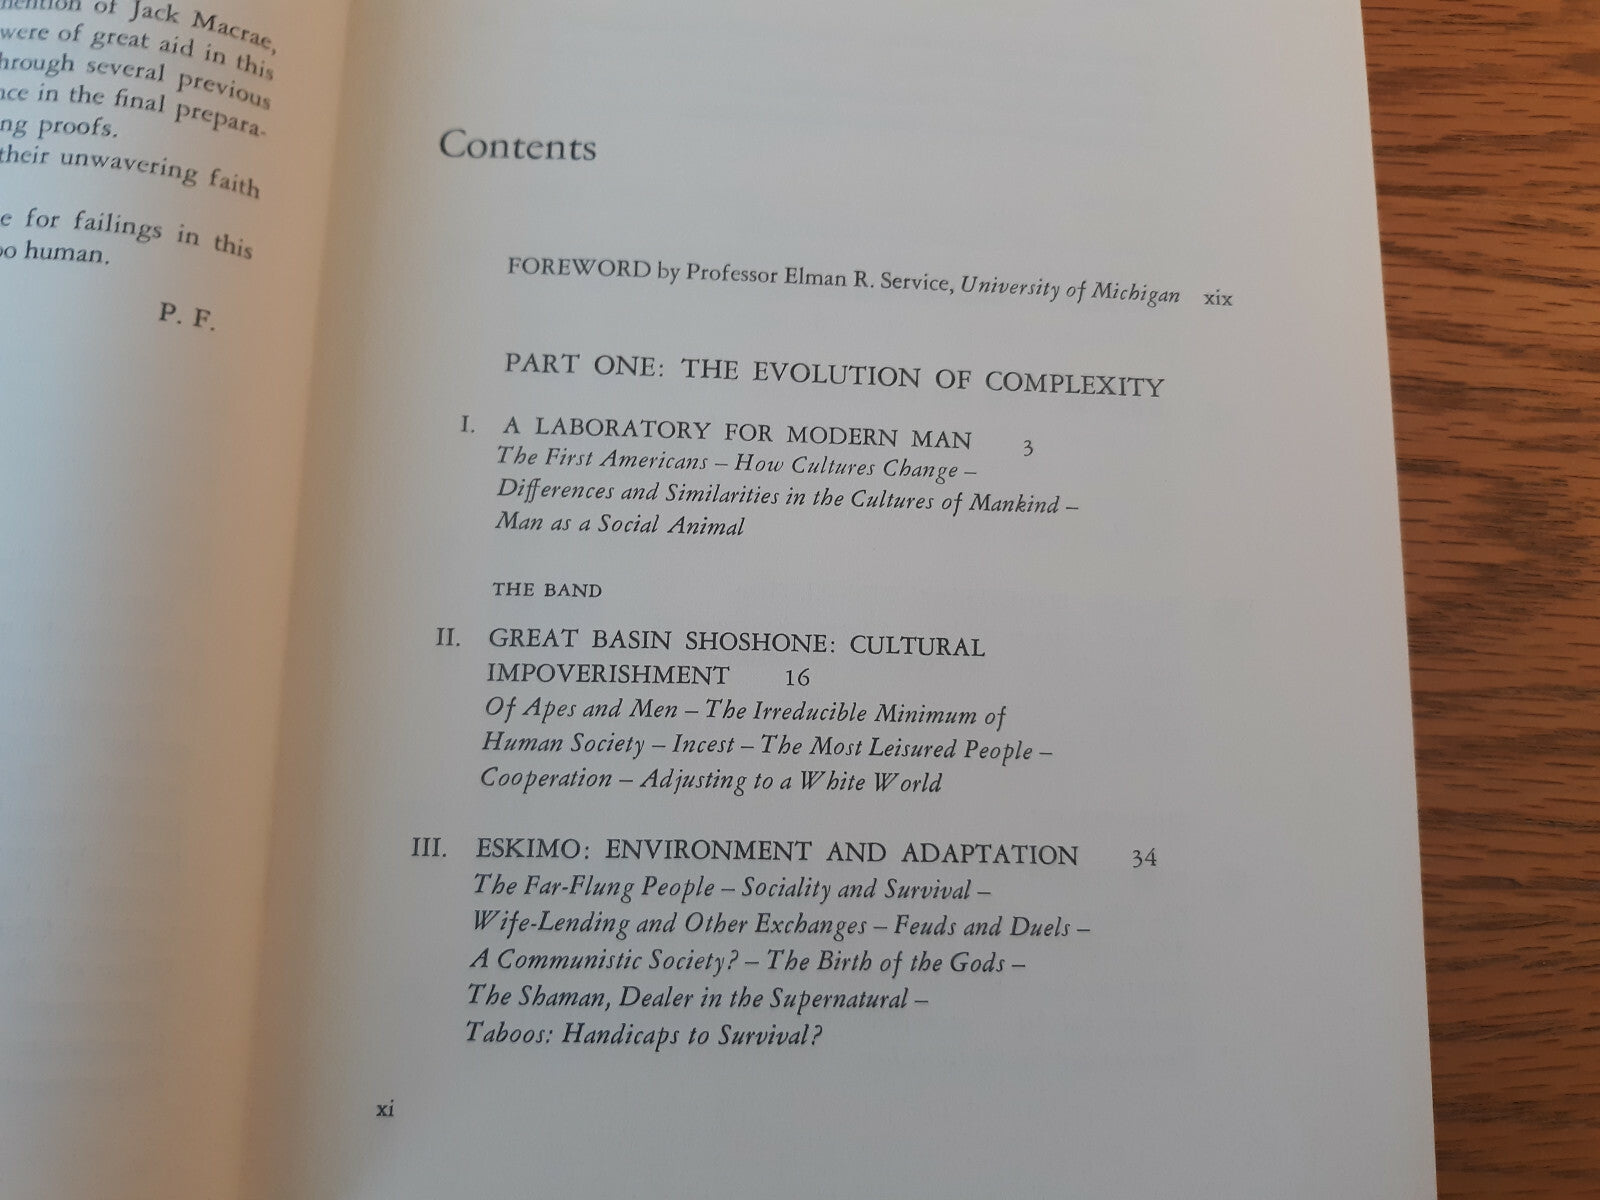 of Jack Macrae,
were of great aid in this
through several previous
in the final prepara-
proofs.
their unwavering faith
for failings in this
human.
P. F.
Contents
FOREWORD by Professor Elman R. Service, University of Michigan xix
PART ONE: THE EVOLUTION OF COMPLEXITY
I. A LABORATORY FOR MODERN MAN 3
The First Americans – How Cultures Change –
Differences and Similarities in the Cultures of Mankind –
Man as a Social Animal
THE BAND
II. GREAT BASIN SHOSHONE: CULTURAL
IMPOVERISHMENT 16
Of Apes and Men – The Irreducible Minimum of
Human Society – Incest – The Most Leisured People –
Cooperation – Adjusting to a White World
III. ESKIMO: ENVIRONMENT AND ADAPTATION 34
The Far-Flung People – Sociality and Survival –
Wife-Lending and Other Exchanges – Feuds and Duels –
A Communistic Society? – The Birth of the Gods –
The Shaman, Dealer in the Supernatural –
Taboos: Handicaps to Survival?
xi